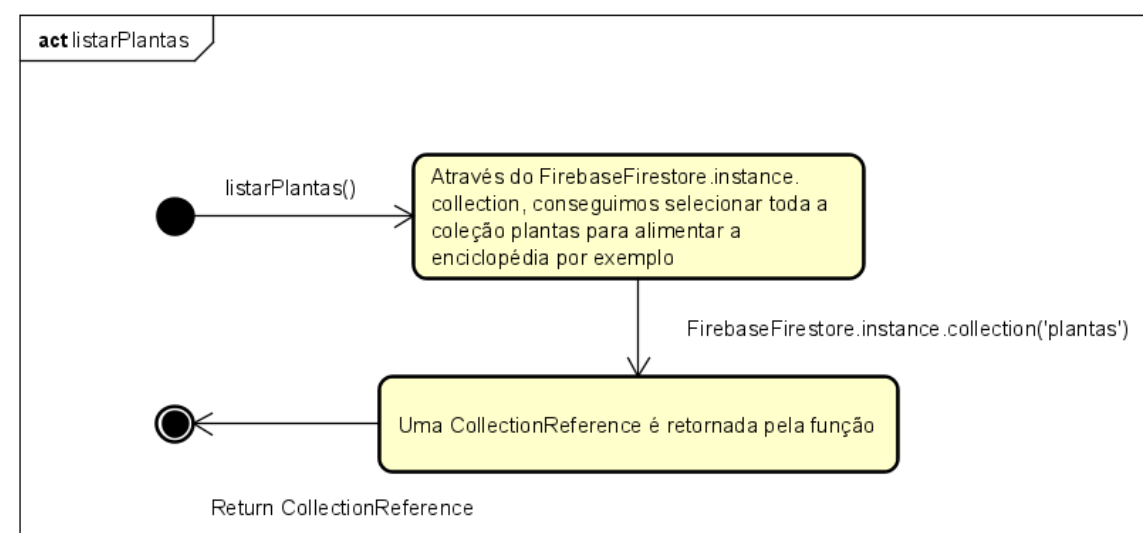 act listarPlantas
listarPlantas()
Através do FirebaseFirestore.instance.
collection, conseguimos selecionar toda a
coleção plantas para alimentar a
enciclopédia por exemplo
FirebaseFirestore.instance.collection('plantas')
Uma CollectionReference é retornada pela função
Return CollectionReference